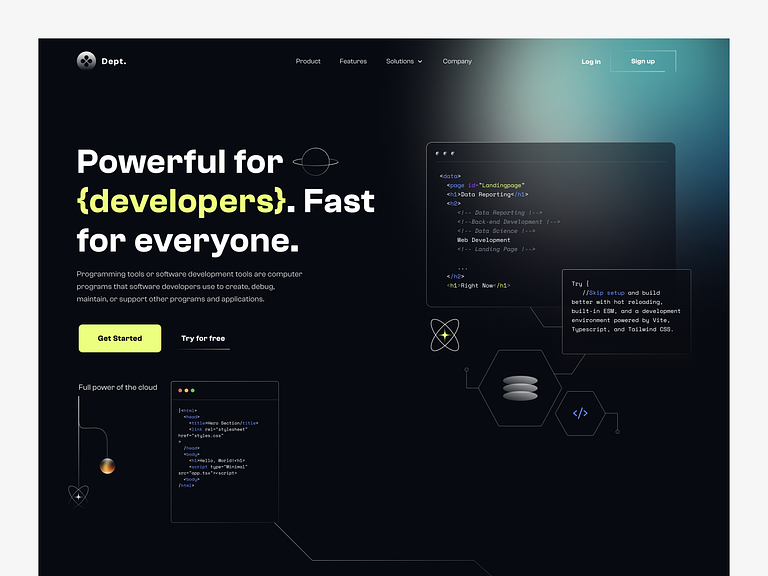 Dept.
Product Features Solutions Company
Log in Sign up
Powerful for
{developers}. Fast
for everyone.
Programming tools or software development tools are computer
programs that software developers use to create, debug,
maintain, or support other programs and applications.
Get Started
Try for free
<data>
<page id="Landingpage"
<h1>Data Reporting</h1>
<h2>
<!-- Data Reporting !-->
<!--Back-end Development !-->
<!-- Data Science !-->
Web Development
<!-- Landing Page !-->
...
</h2>
<h1>Right Now</h1>
Try {
//Skip setup and build
better with hot reloading,
built-in ESM, and a development
environment powered by Vite,
Typescript, and Tailwind CSS.
</>
Full power of the cloud
<html>
<head>
<title>Hero Section/title>
<link rel="stylesheet"
href="styles.css"
>
/head>
<body>
<h1>Hello, World!<h1>
<script type="Minimal"
src="app.tsx"><script>
<body>
/html>